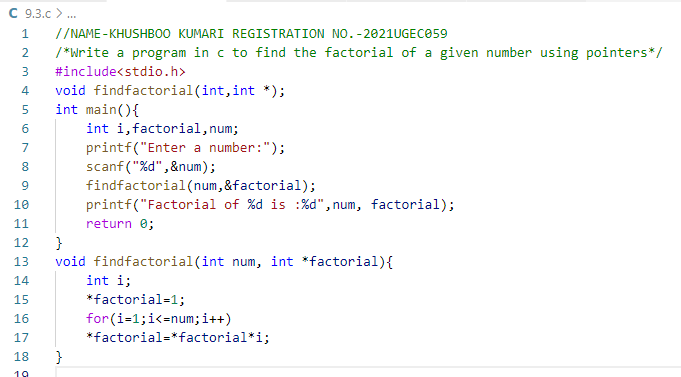 C 9.3.c > ...
1 //NAME-KHUSHBOO KUMARI REGISTRATION NO.-2021UGEC059
2 /*Write a program in c to find the factorial of a given number using pointers*/
3 #include<stdio.h>
4 void findfactorial(int,int *);
5 int main(){
6 int i,factorial,num;
7 printf("Enter a number:");
8 scanf("%d",&num);
9 findfactorial(num,&factorial);
10 printf("Factorial of %d is :%d",num, factorial);
11 return 0;
12 }
13 void findfactorial(int num, int *factorial){
14 int i;
15 *factorial=1;
16 for(i=1;i<=num;i++)
17 *factorial=*factorial*i;
18 }
19